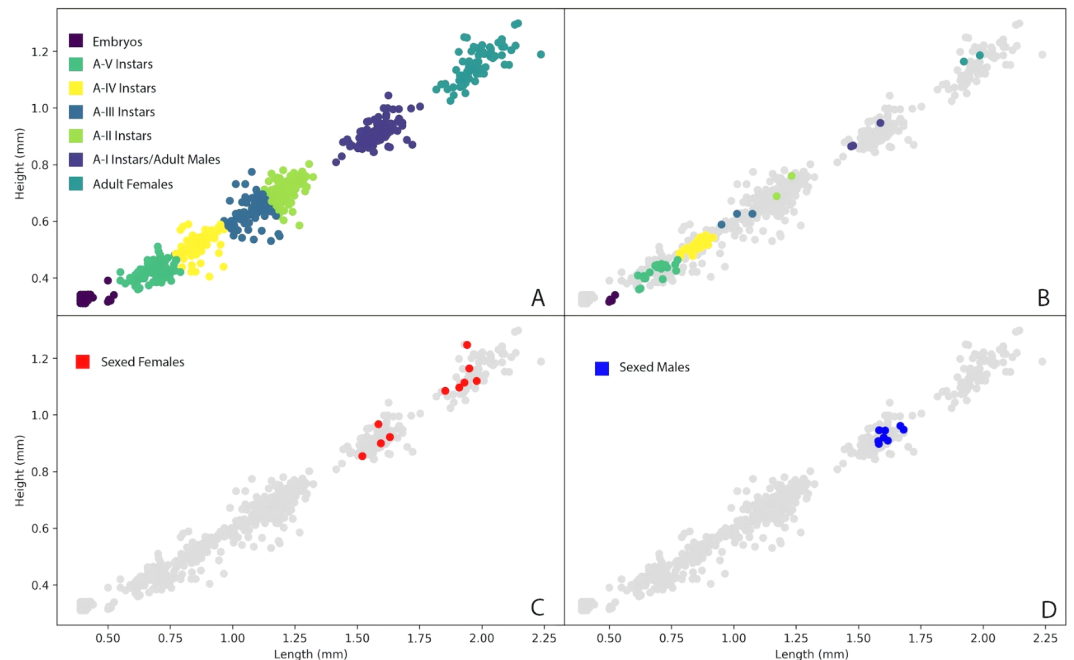 Embryos
A-V Instars
A-IV Instars
A-III Instars
A-II Instars
A-I Instars/Adult Males
Adult Females
Height (mm)
1.2
1.0
0.8
0.6
0.4
A
B
Sexed Females
Height (mm)
1.2
1.0
0.8
0.6
0.4
C
0.50 0.75 1.00 1.25 1.50 1.75 2.00 2.25
Length (mm)
Sexed Males
D
0.50 0.75 1.00 1.25 1.50 1.75 2.00 2.25
Length (mm)